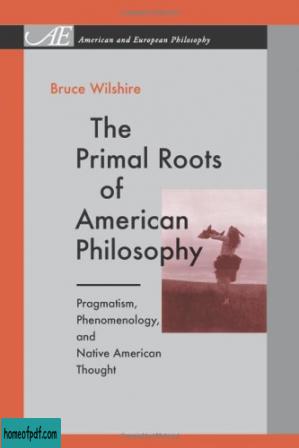 AE American and European Philosophy
Bruce Wilshire
The
Primal Roots
of
American
Philosophy
Pragmatism,
Phenomenology,
and
Native American
Thought
homeofpdf.com